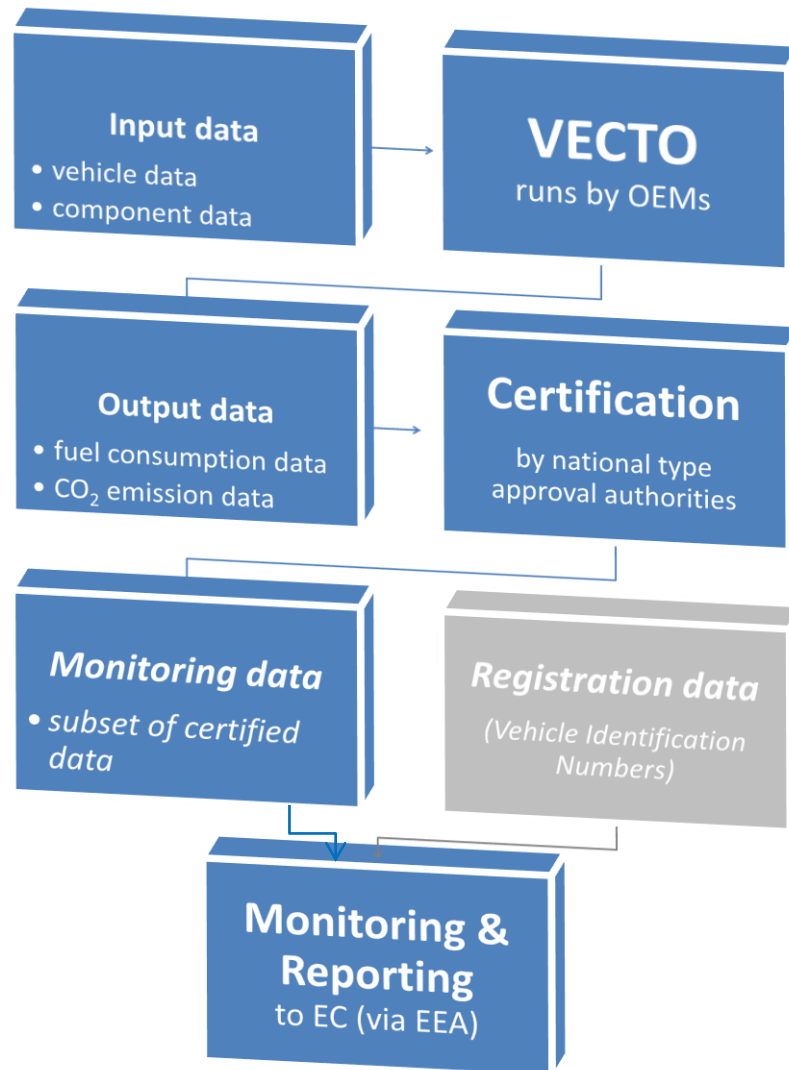 Input data
• vehicle data
• component data
VECTO
runs by OEMs
Output data
• fuel consumption data
• CO₂ emission data
Certification
by national type
approval authorities
Monitoring data
• subset of certified
data
Registration data
(Vehicle Identification
Numbers)
Monitoring &
Reporting
to EC (via EEA)